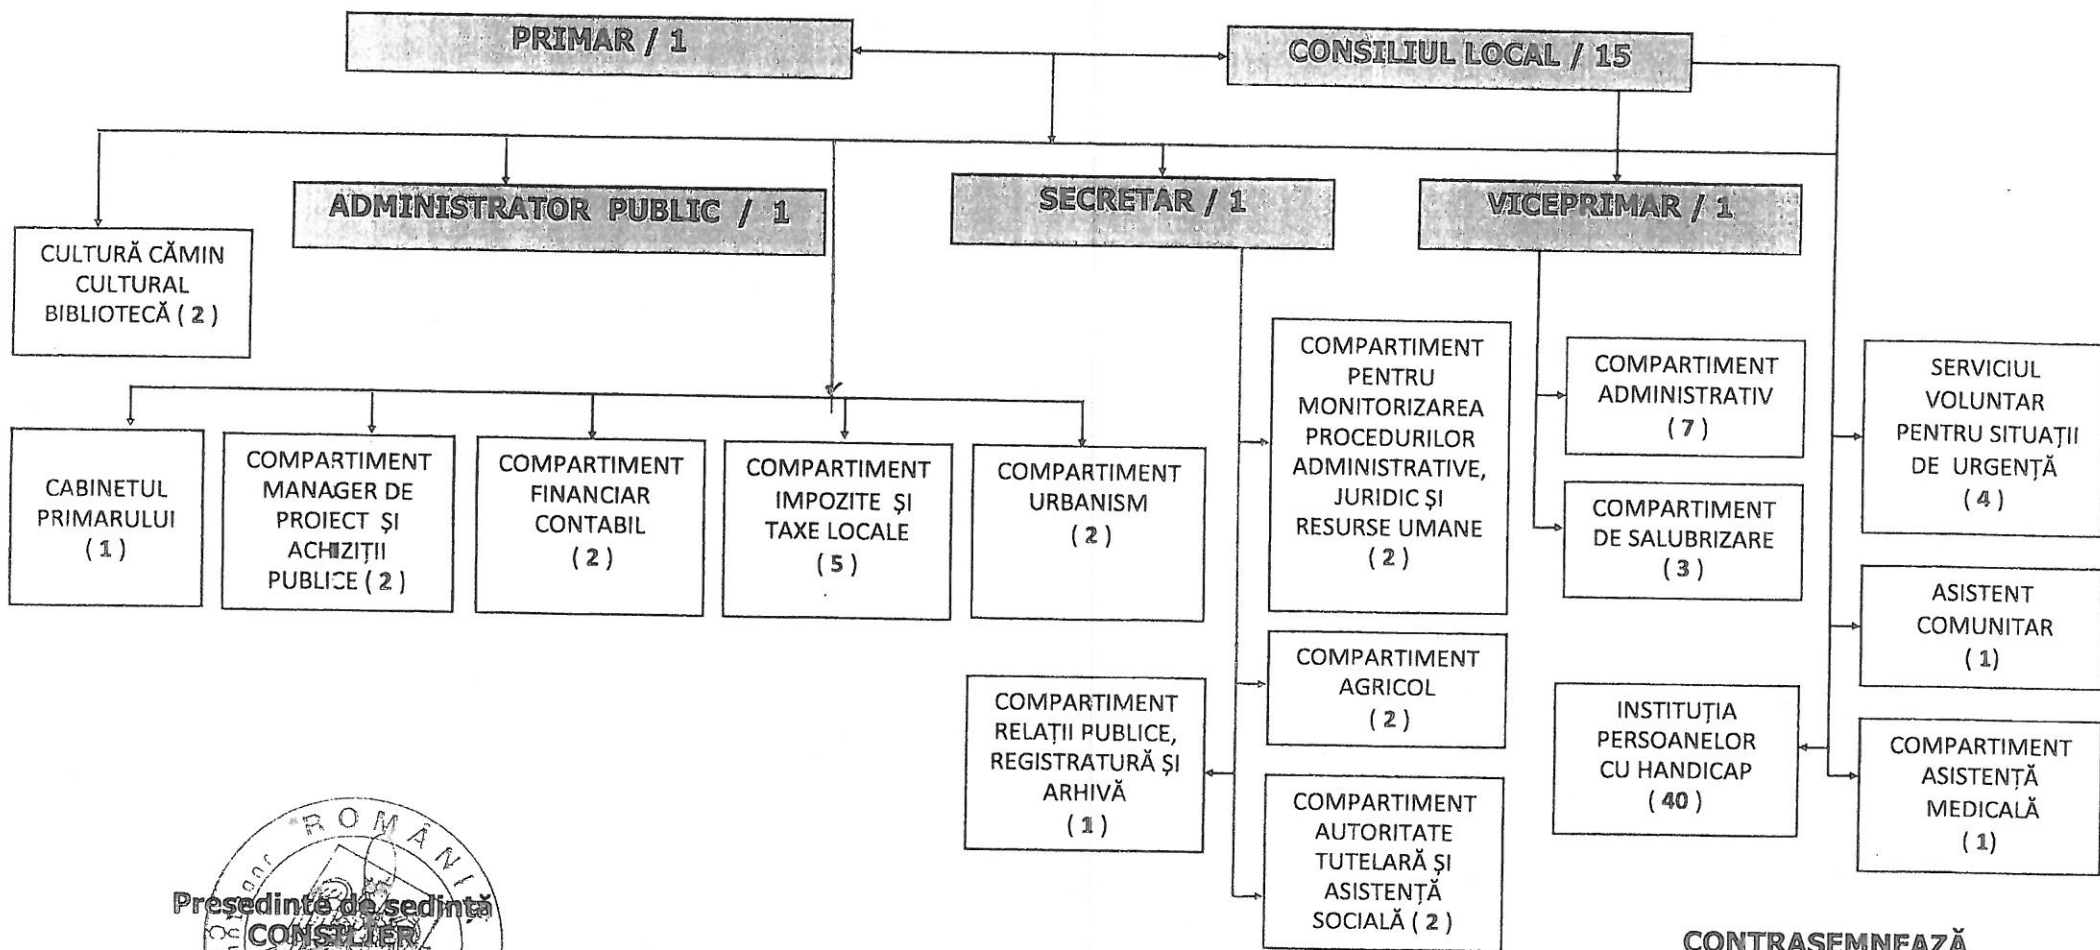 PRIMAR / 1
CONSILIUL LOCAL / 15
ADMINISTRATOR PUBLIC / 1
SECRETAR / 1
VICEPRIMAR / 1
CULTURĂ CĂMIN
CULTURAL
BIBLIOTECĂ ( 2 )
CABINETUL
PRIMARULUI
( 1 )
COMPARTIMENT
MANAGER DE
PROIECT ȘI
ACHIZIȚII
PUBLICE ( 2 )
COMPARTIMENT
FINANCIAR
CONTABIL
( 2 )
COMPARTIMENT
IMPOZITE ȘI
TAXE LOCALE
( 5 )
COMPARTIMENT
URBANISM
( 2 )
COMPARTIMENT
PENTRU
MONITORIZAREA
PROCEDURILOR
ADMINISTRATIVE,
JURIDIC ȘI
RESURSE UMANE
( 2 )
COMPARTIMENT
ADMINISTRATIV
( 7 )
COMPARTIMENT
DE SALUBRIZARE
( 3 )
SERVICIUL
VOLUNTAR
PENTRU SITUAȚII
DE URGENȚĂ
( 4 )
ASISTENT
COMUNITAR
( 1)
COMPARTIMENT
RELAȚII PUBLICE,
REGISTRATURĂ ȘI
ARHIVĂ
( 1 )
COMPARTIMENT
AGRICOL
( 2 )
COMPARTIMENT
AUTORITATE
TUTELARĂ ȘI
ASISTENȚĂ
SOCIALĂ ( 2 )
INSTITUȚIA
PERSOANELOR
CU HANDICAP
( 40 )
COMPARTIMENT
ASISTENȚĂ
MEDICALĂ
( 1)
ROMÂNIA
Președinte de sedință
CONSILIER
CONTRASEMNEAZĂ